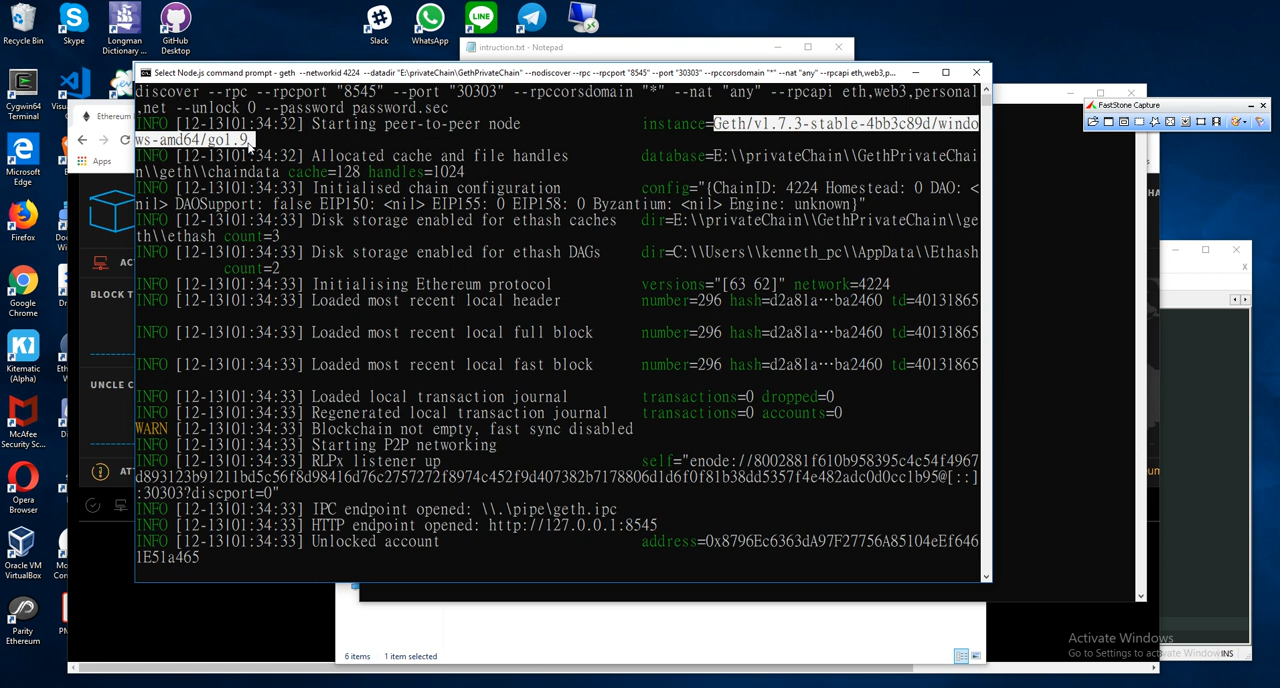 Recycle Bin
Skype
Longman
Dictionary ...
GitHub
Desktop
Slack
WhatsApp
LINE
LINE
Telegram
intruction.txt - Notepad
Select Node.js command prompt - geth --networkid 4224 --datadir "E:\privateChain\GethPrivateChain" --nodiscover --rpc --rpcport "8545" --port "30303" --rpccorsdomain "*" --nat "any" --rpcapi eth,web3,p...
discover --rpc --rpcport "8545" --port "30303" --rpccorsdomain "*" --nat "any" --rpcapi eth,web3,personal
,net --unlock 0 --password password.sec
INFO [12-13|01:34:32] Starting peer-to-peer node instance=Geth/v1.7.3-stable-4bb3c89d/windo
ws-amd64/go1.9
INFO [12-13|01:34:32] Allocated cache and file handles database=E:\\privateChain\\GethPrivateChai
n\\geth\\chaindata cache=128 handles=1024
INFO [12-13|01:34:33] Initialised chain configuration config="{ChainID: 4224 Homestead: 0 DAO: <
nil> DAOSupport: false EIP150: <nil> EIP155: 0 EIP158: 0 Byzantium: <nil> Engine: unknown}"
INFO [12-13|01:34:33] Disk storage enabled for ethash caches dir=E:\\privateChain\\GethPrivateChain\\ge
th\\ethash count=3
INFO [12-13|01:34:33] Disk storage enabled for ethash DAGs dir=C:\\Users\\kenneth_pc\\AppData\\Ethash
count=2
INFO [12-13|01:34:33] Initialising Ethereum protocol versions="[63 62]" network=4224
INFO [12-13|01:34:33] Loaded most recent local header number=296 hash=d2a81a…ba2460 td=40131865
INFO [12-13|01:34:33] Loaded most recent local full block number=296 hash=d2a81a…ba2460 td=40131865
INFO [12-13|01:34:33] Loaded most recent local fast block number=296 hash=d2a81a…ba2460 td=40131865
INFO [12-13|01:34:33] Loaded local transaction journal transactions=0 dropped=0
INFO [12-13|01:34:33] Regenerated local transaction journal transactions=0 accounts=0
WARN [12-13|01:34:33] Blockchain not empty, fast sync disabled
INFO [12-13|01:34:33] Starting P2P networking
INFO [12-13|01:34:33] RLPx listener up self="enode://8002881f610b958395c4c54f4967
d893123b91211bd5c56f8d98416d76c2757272f8974c452f9d407382b7178806d1d6f0f81b38dd5357f4e482adc0d0cc1b95@[::]
:30303?discport=0"
INFO [12-13|01:34:33] IPC endpoint opened: \\.\pipe\geth.ipc
INFO [12-13|01:34:33] HTTP endpoint opened: http://127.0.0.1:8545
INFO [12-13|01:34:33] Unlocked account address=0x8796Ec6363dA97F27756A85104eEf646
1E51a465
FastStone Capture
Cygwin64
Terminal
Ethereum
Apps
Microsoft
Edge
Firefox
Google
Chrome
Kitematic
(Alpha)
McAfee
Security Sc...
Opera
Browser
Oracle VM
VirtualBox
Parity
Ethereum
BLOCK T
UNCLE C
6 items
1 item selected
Activate Windows
Go to Settings to activate Windows.
INS